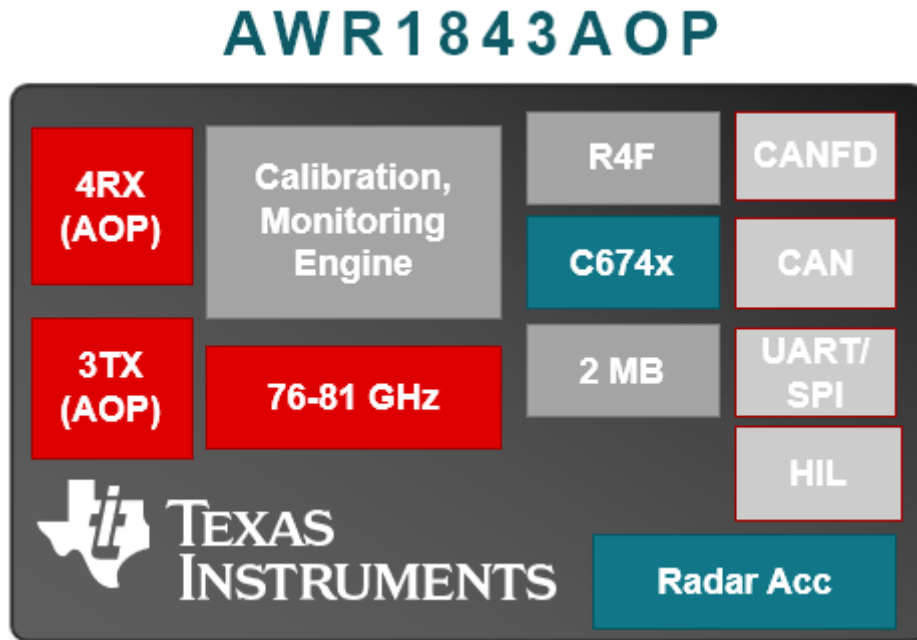 AWR1843AOP
4RX
(AOP)
Calibration,
Monitoring
Engine
R4F
CANFD
C674x
CAN
3TX
(AOP)
76-81 GHz
2 MB
UART/
SPI
HIL
TEXAS
INSTRUMENTS
Radar Acc